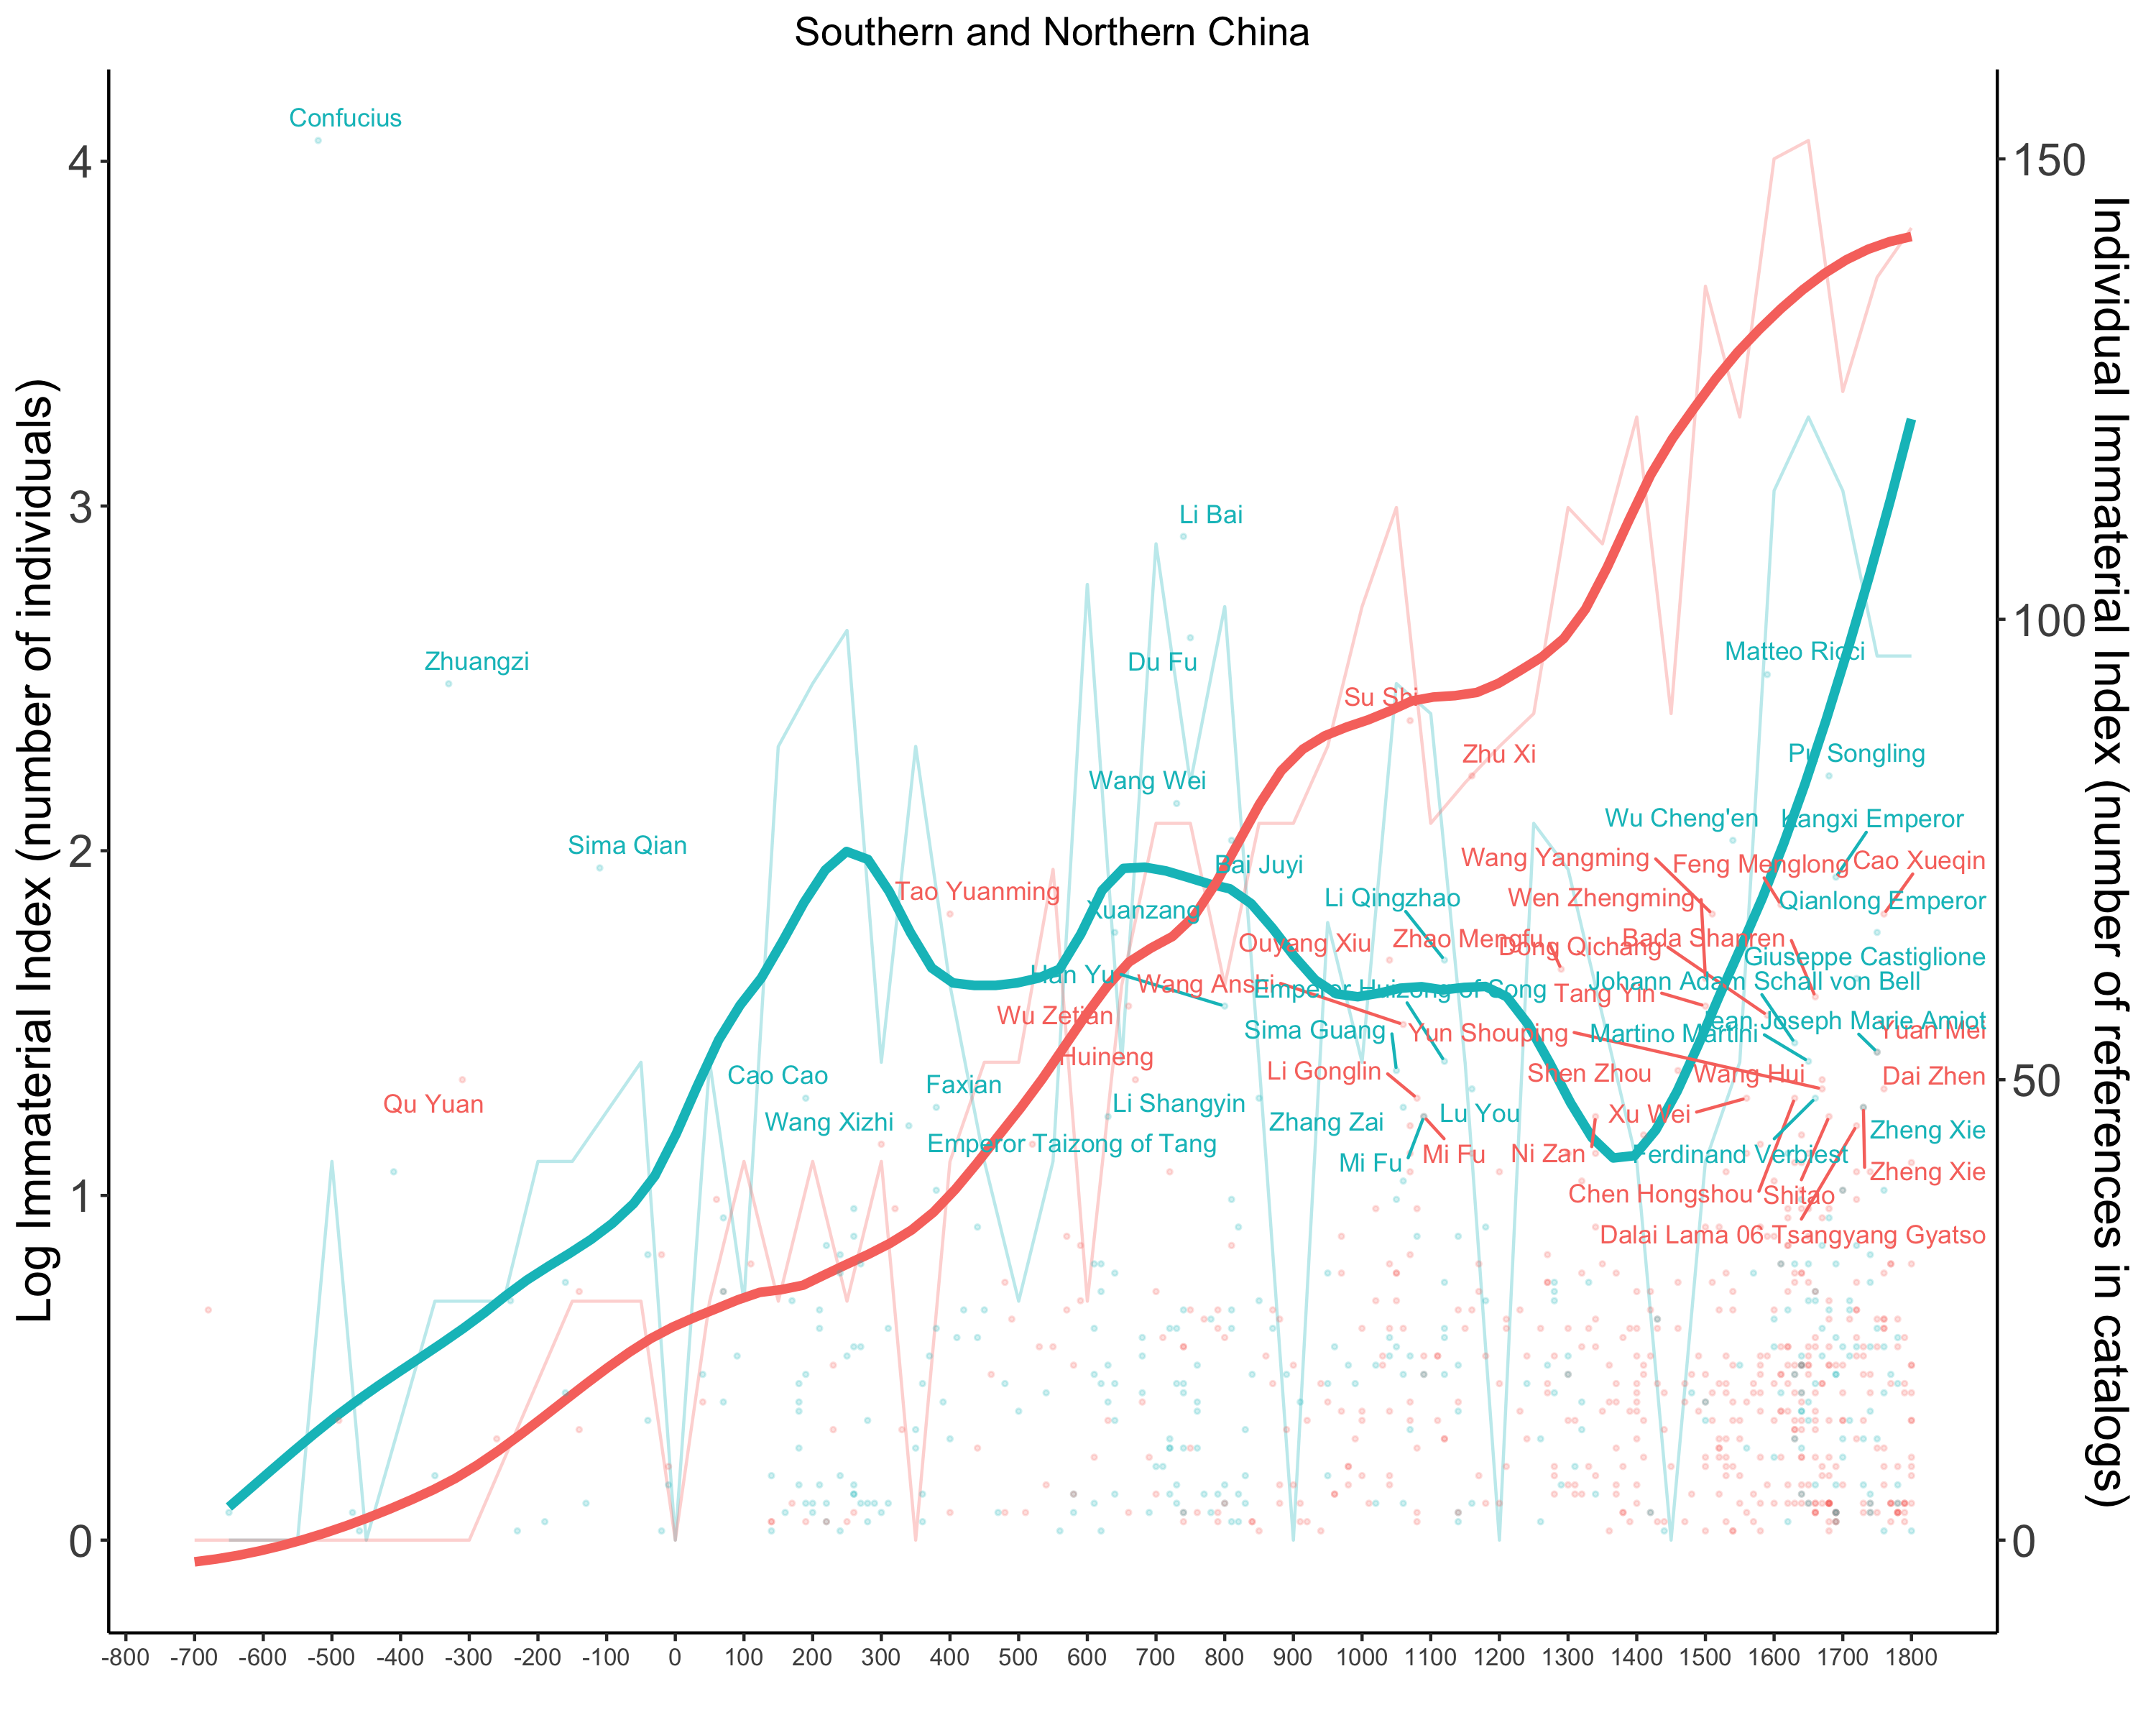 Southern and Northern China
Log Immaterial Index (number of individuals)
Individual Immaterial Index (number of references in catalogs)
4
3
2
1
0
150
100
50
0
Confucius
Li Bai
Zhuangzi
Du Fu
Matteo Ricci
Su Shi
Zhu Xi
Pu Songling
Wang Wei
Wu Cheng'en
Kangxi Emperor
Sima Qian
Wang Yangming
Feng Menglong
Cao Xueqin
Bai Juyi
Tao Yuanming
Li Qingzhao
Wen Zhengming
Qianlong Emperor
Xuanzang
Ouyang Xiu
Zhao Mengfu
Dong Qichang
Bada Shanren
Giuseppe Castiglione
Han Yu
Wang Anshi
Emperor Huizong of Song
Tang Yin
Johann Adam Schall von Bell
Wu Zetian
Sima Guang
Yun Shouping
Martino Martini
Jean Joseph Marie Amiot
Yuan Mei
Huineng
Li Gonglin
Shen Zhou
Wang Hui
Dai Zhen
Cao Cao
Faxian
Qu Yuan
Li Shangyin
Lu You
Xu Wei
Wang Xizhi
Zhang Zai
Zheng Xie
Emperor Taizong of Tang
Mi Fu
Mi Fu
Ni Zan
Ferdinand Verbiest
Zheng Xie
Chen Hongshou
Shitao
Dalai Lama 06 Tsangyang Gyatso
-800 -700 -600 -500 -400 -300 -200 -100 0 100 200 300 400 500 600 700 800 900 1000 1100 1200 1300 1400 1500 1600 1700 1800